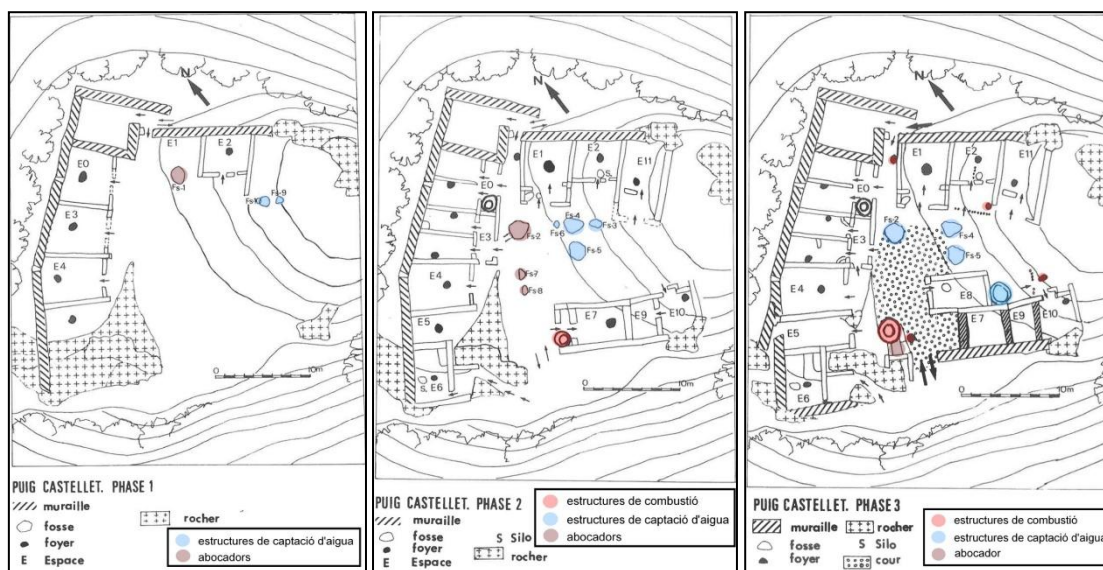 N
E1
E2
E0
Fs-1
Fs-9
Fs-10
E3
E4
0 10m
PUIG CASTELLET. PHASE 1
muraille
fosse
foyer
E Espace
rocher
estructures de captació d'aigua
abocadors
N
E1
E2
E11
S
E0
Fs-4
Fs-3
Fs-6
Fs-2
E3
Fs-5
Fs-7
E4
Fs-8
E5
E7
E9
E10
S
E6
0 10m
PUIG CASTELLET. PHASE 2
muraille
fosse
foyer
E Espace
S Silo
rocher
estructures de combustió
estructures de captació d'aigua
abocadors
N
E1
E2
E11
E0
Fs-2
Fs-4
E3
Fs-5
E4
E8
E5
E7
E9
E10
E6
0 10m
PUIG CASTELLET. PHASE 3
muraille
rocher
fosse
S Silo
foyer
cour
estructures de combustió
estructures de captació d'aigua
abocador